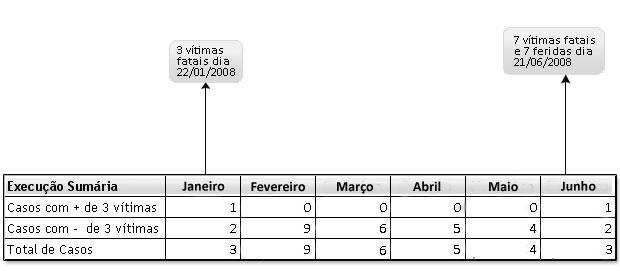 3 vítimas
fatais dia
22/01/2008
7 vítimas fatais
e 7 feridas dia
21/06/2008
Execução Sumária Janeiro Fevereiro Março Abril Maio Junho
Casos com + de 3 vítimas 1 0 0 0 0 1
Casos com - de 3 vítimas 2 9 6 5 4 2
Total de Casos 3 9 6 5 4 3